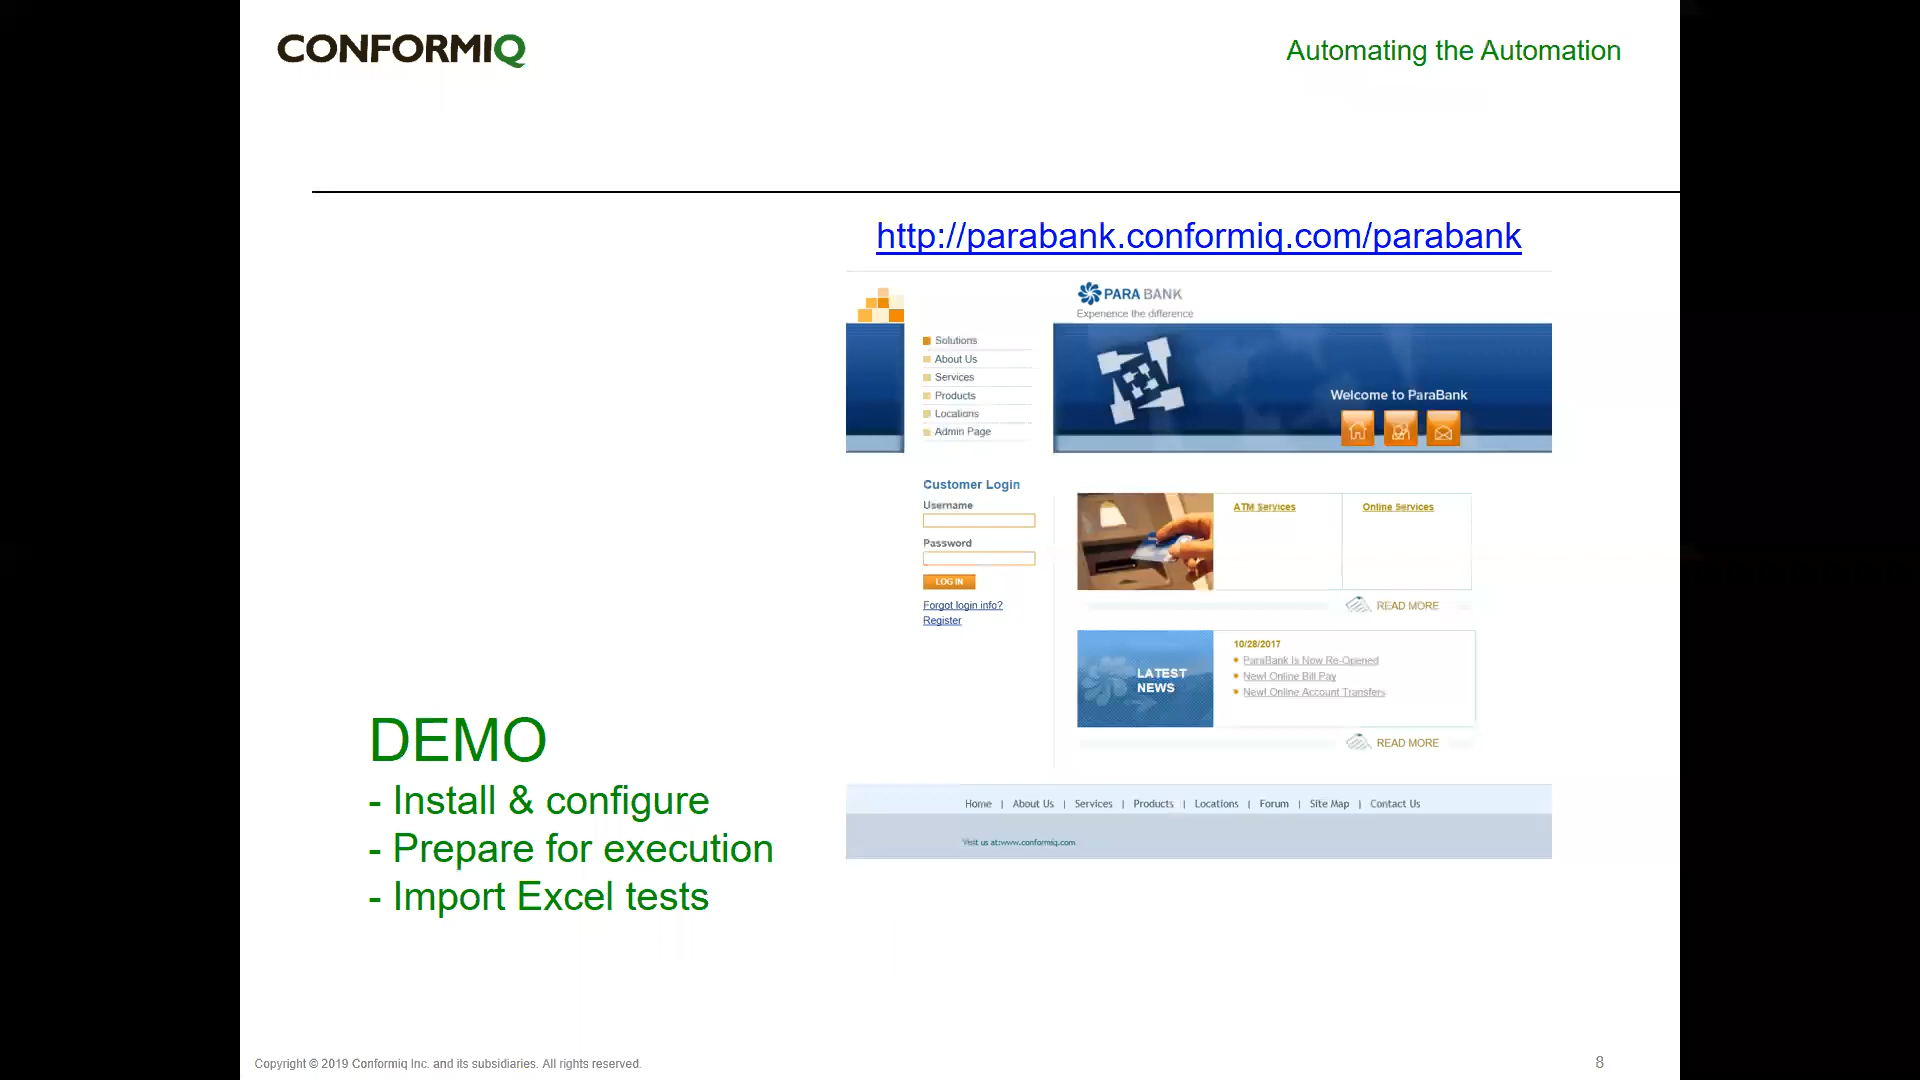 CONFORMIQ
Automating the Automation
http://parabank.conformiq.com/parabank
PARA BANK
Experience the difference
Solutions
About Us
Services
Products
Locations
Admin Page
Welcome to ParaBank
Customer Login
Username
Password
LOG IN
Forgot login info?
Register
ATM Services
Online Services
READ MORE
LATEST
NEWS
10/28/2017
ParaBank Is Now Re-Opened
New! Online Bill Pay
New! Online Account Transfers
READ MORE
Home | About Us | Services | Products | Locations | Forum | Site Map | Contact Us
Visit us at:www.conformiq.com
DEMO
- Install & configure
- Prepare for execution
- Import Excel tests
Copyright © 2019 Conformiq Inc. and its subsidiaries. All rights reserved.
8